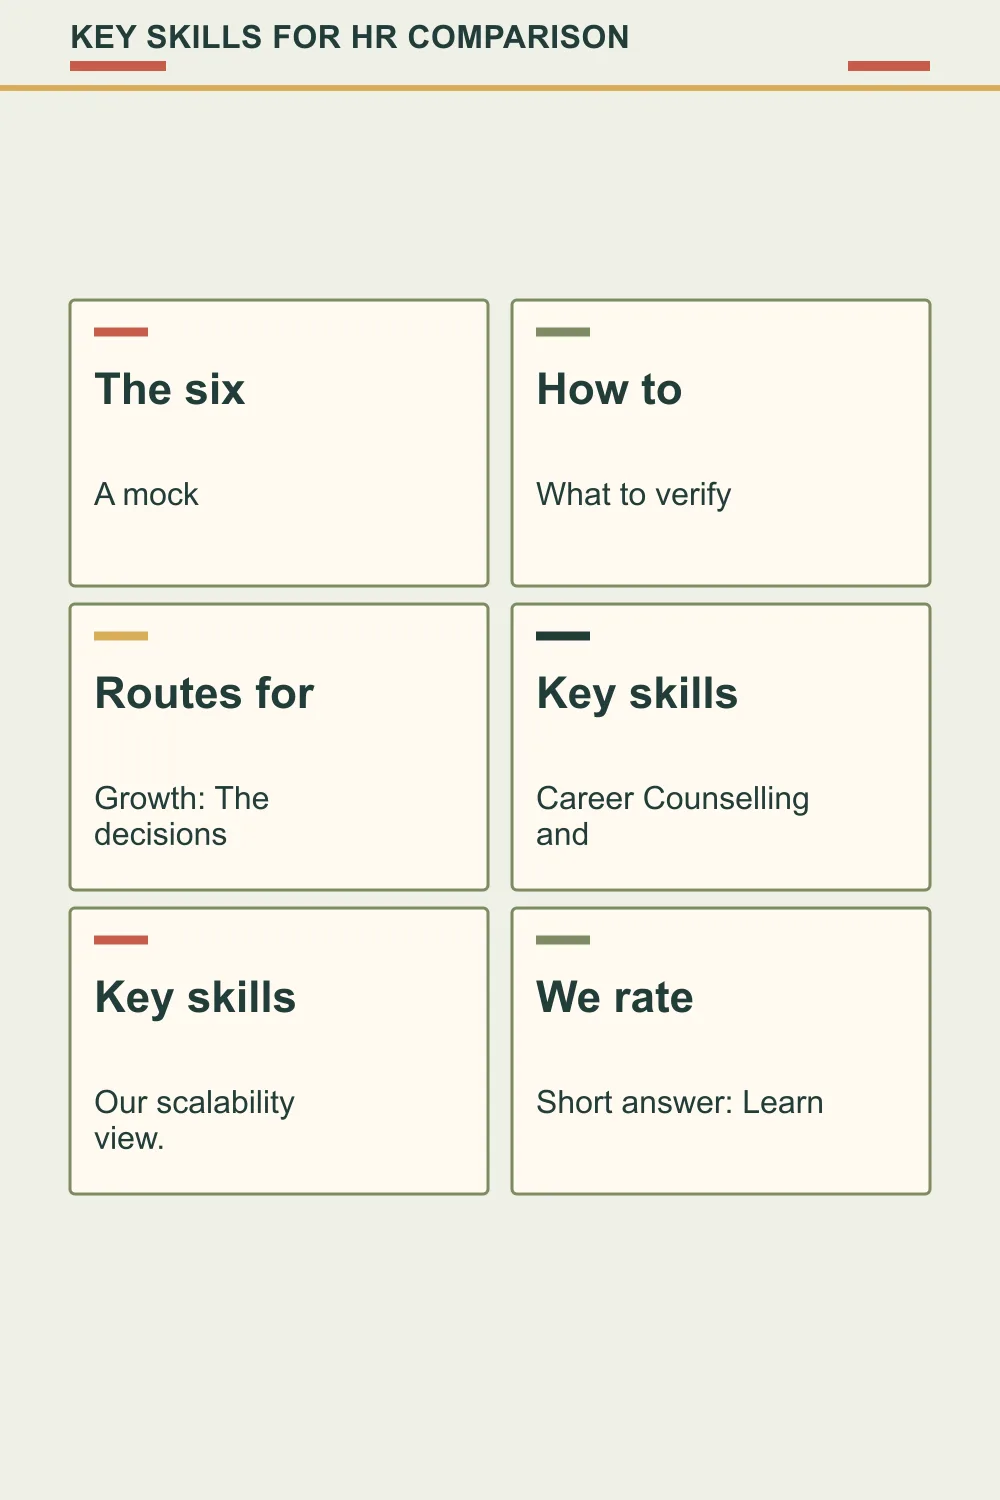 KEY SKILLS FOR HR COMPARISON
The six
A mock
How to
What to verify
Routes for
Growth: The
decisions
Key skills
Career Counselling
and
Key skills
Our scalability
view.
We rate
Short answer: Learn